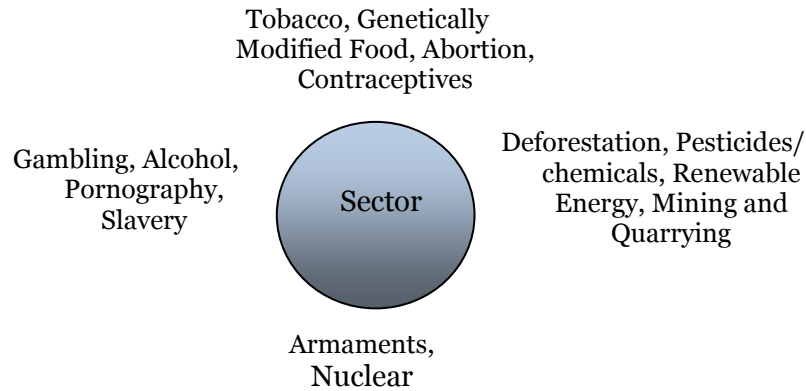 Tobacco, Genetically
Modified Food, Abortion,
Contraceptives
Gambling, Alcohol,
Pornography,
Slavery
Sector
Deforestation, Pesticides/
chemicals, Renewable
Energy, Mining and
Quarrying
Armaments,
Nuclear